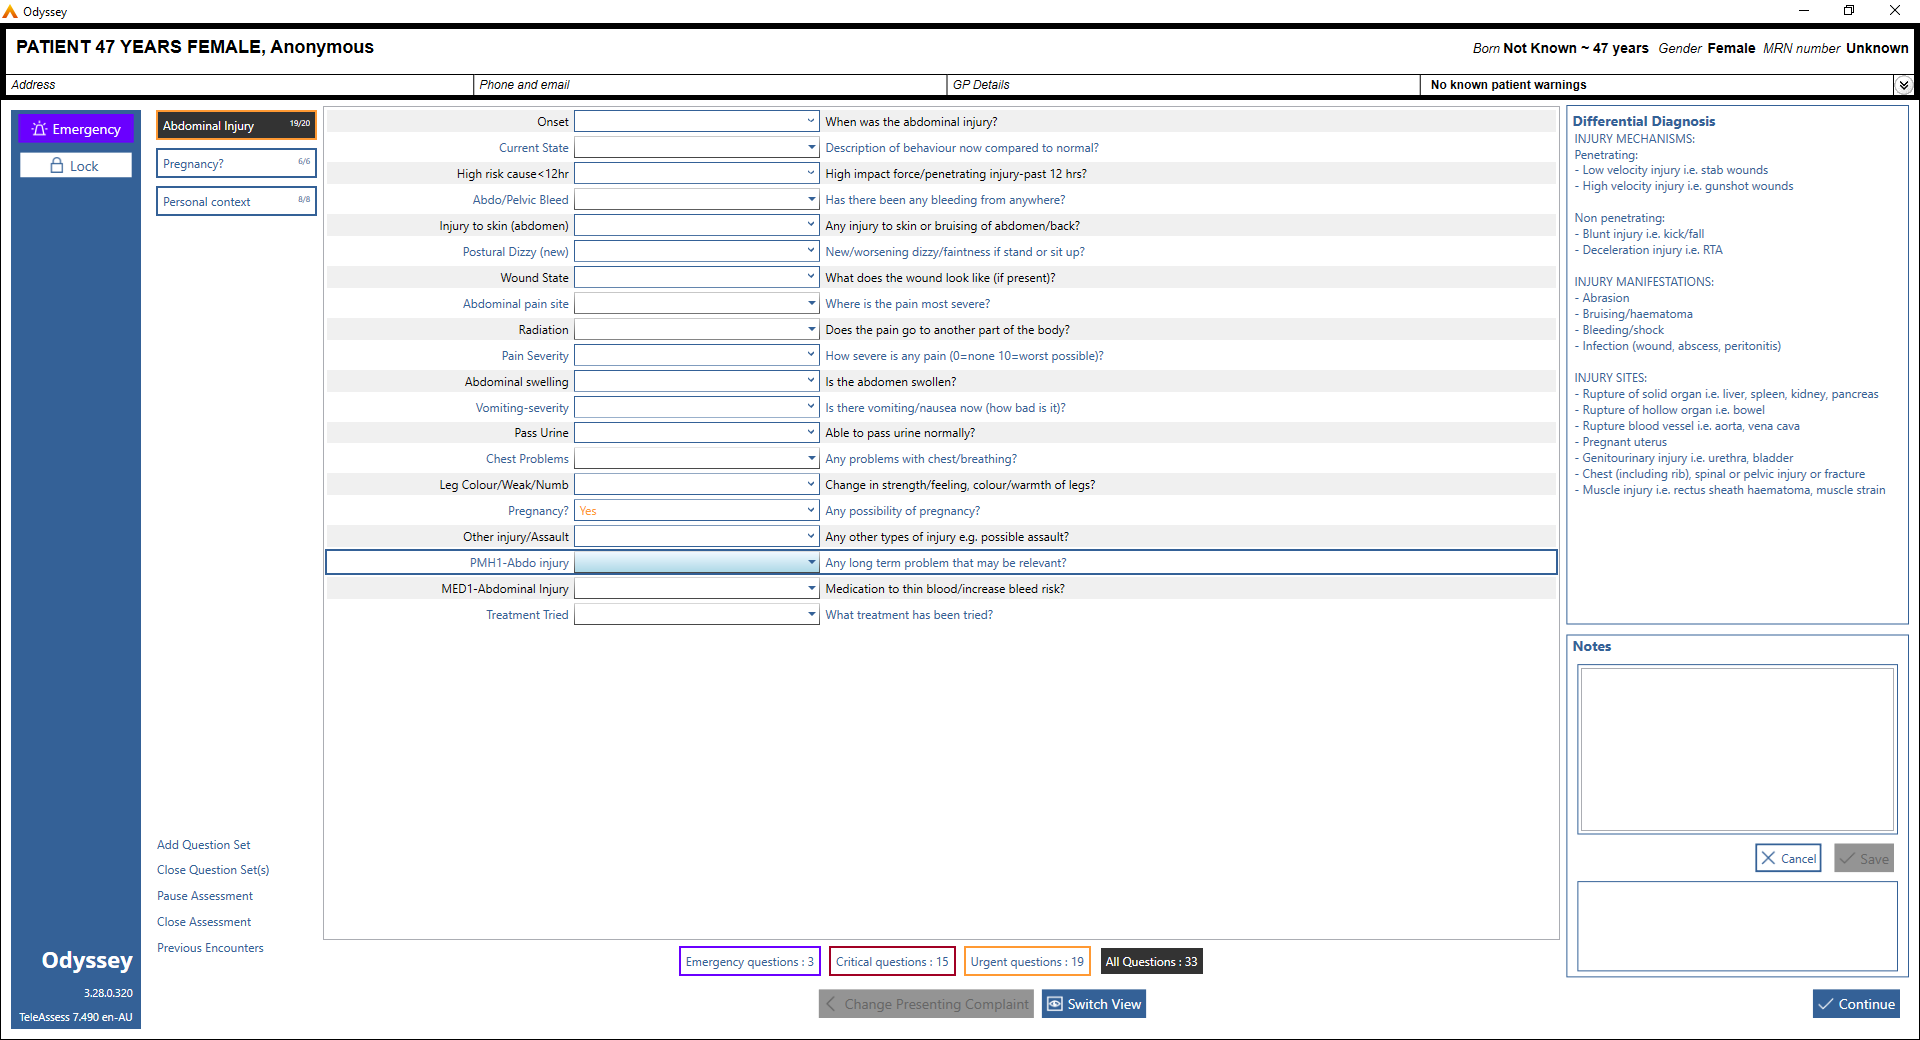 Odyssey
PATIENT 47 YEARS FEMALE, Anonymous
Born Not Known ~ 47 years Gender Female MRN number Unknown
Address
Phone and email
GP Details
No known patient warnings
Emergency
Lock
Abdominal Injury 19/20
Pregnancy? 6/6
Personal context 8/8
Add Question Set
Close Question Set(s)
Pause Assessment
Close Assessment
Previous Encounters
Odyssey
3.28.0.320
TeleAssess 7.490 en-AU
Onset When was the abdominal injury?
Current State Description of behaviour now compared to normal?
High risk cause<12hr High impact force/penetrating injury-past 12 hrs?
Abdo/Pelvic Bleed Has there been any bleeding from anywhere?
Injury to skin (abdomen) Any injury to skin or bruising of abdomen/back?
Postural Dizzy (new) New/worsening dizzy/faintness if stand or sit up?
Wound State What does the wound look like (if present)?
Abdominal pain site Where is the pain most severe?
Radiation Does the pain go to another part of the body?
Pain Severity How severe is any pain (0=none 10=worst possible)?
Abdominal swelling Is the abdomen swollen?
Vomiting-severity Is there vomiting/nausea now (how bad is it)?
Pass Urine Able to pass urine normally?
Chest Problems Any problems with chest/breathing?
Leg Colour/Weak/Numb Change in strength/feeling, colour/warmth of legs?
Pregnancy? Yes Any possibility of pregnancy?
Other injury/Assault Any other types of injury e.g. possible assault?
PMH1-Abdo injury Any long term problem that may be relevant?
MED1-Abdominal Injury Medication to thin blood/increase bleed risk?
Treatment Tried What treatment has been tried?
Emergency questions : 3
Critical questions : 15
Urgent questions : 19
All Questions : 33
Change Presenting Complaint
Switch View
Differential Diagnosis
INJURY MECHANISMS:
Penetrating:
- Low velocity injury i.e. stab wounds
- High velocity injury i.e. gunshot wounds
Non penetrating:
- Blunt injury i.e. kick/fall
- Deceleration injury i.e. RTA
INJURY MANIFESTATIONS:
- Abrasion
- Bruising/haematoma
- Bleeding/shock
- Infection (wound, abscess, peritonitis)
INJURY SITES:
- Rupture of solid organ i.e. liver, spleen, kidney, pancreas
- Rupture of hollow organ i.e. bowel
- Rupture blood vessel i.e. aorta, vena cava
- Pregnant uterus
- Genitourinary injury i.e. urethra, bladder
- Chest (including rib), spinal or pelvic injury or fracture
- Muscle injury i.e. rectus sheath haematoma, muscle strain
Notes
Cancel
Save
Continue